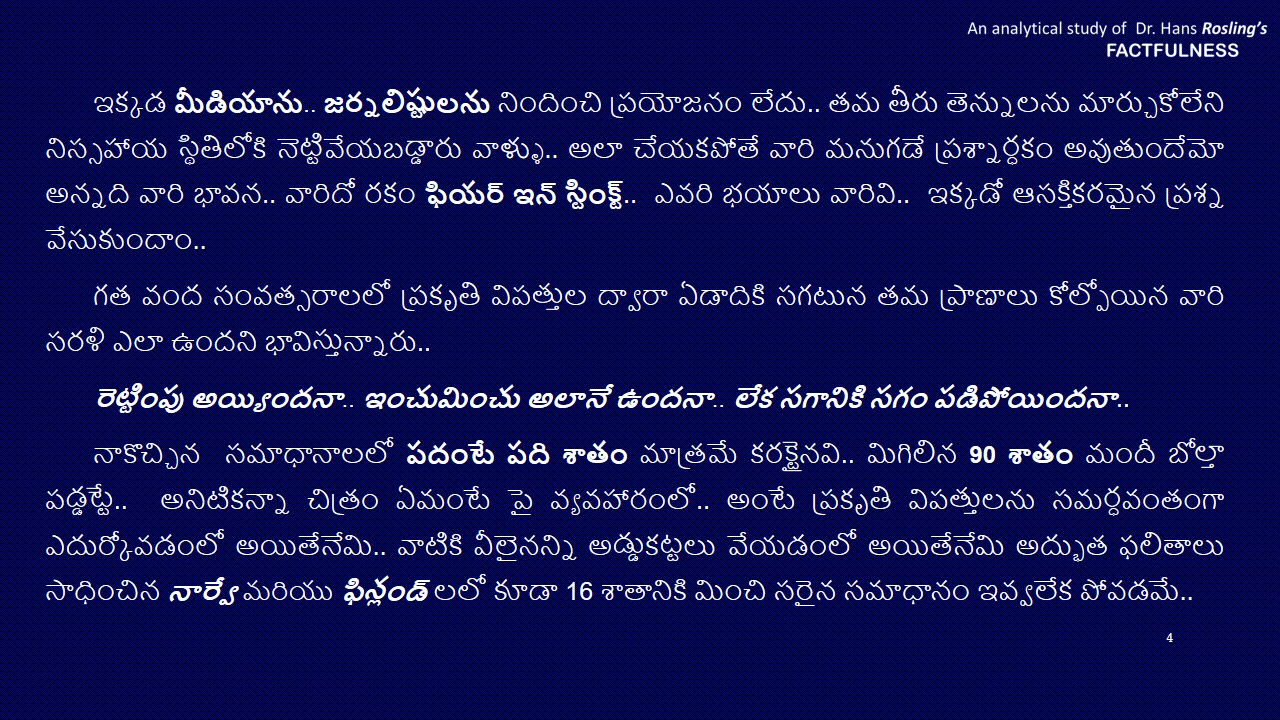 An analytical study of Dr. Hans Rosling's
FACTFULNESS
ఇక్కడ మీడియాను.. జర్నలిష్టులను నిందించి ప్రయోజనం లేదు.. తమ తీరు తెన్నులను మార్చుకోలేని
నిస్సహాయ స్థితిలోకి నెట్టివేయబడ్డారు వాళ్ళు.. అలా చేయకపోతే వారి మనుగడే ప్రశ్నార్ధకం అవుతుందేమో
అన్నది వారి భావన.. వారిదో రకం ఫియర్ ఇన్ స్టింక్ట్.. ఎవరి భయాలు వారివి.. ఇక్కడో ఆసక్తికరమైన ప్రశ్న
వేసుకుందాం..
గత వంద సంవత్సరాలలో ప్రకృతి విపత్తుల ద్వారా ఏడాదికి సగటున తమ ప్రాణాలు కోల్పోయిన వారి
సరళి ఎలా ఉందని భావిస్తున్నారు..
రెట్టింపు అయ్యిందనా.. ఇంచుమించు అలానే ఉందనా.. లేక సగానికి సగం పడిపోయిందనా..
నాకొచ్చిన సమాధానాలలో పదంటే పది శాతం మాత్రమే కరక్టైనవి.. మిగిలిన 90 శాతం మందీ బోల్తా
పడ్డట్టే.. అనిటికన్నా చిత్రం ఏమంటే పై వ్యవహారంలో.. అంటే ప్రకృతి విపత్తులను సమర్ధవంతంగా
ఎదుర్కోవడంలో అయితేనేమి.. వాటికి వీలైనన్ని అడ్డుకట్టలు వేయడంలో అయితేనేమి అద్భుత ఫలితాలు
సాధించిన నార్వే మరియు ఫిన్లండ్ లలో కూడా 16 శాతానికి మించి సరైన సమాధానం ఇవ్వలేక పోవడమే..
4